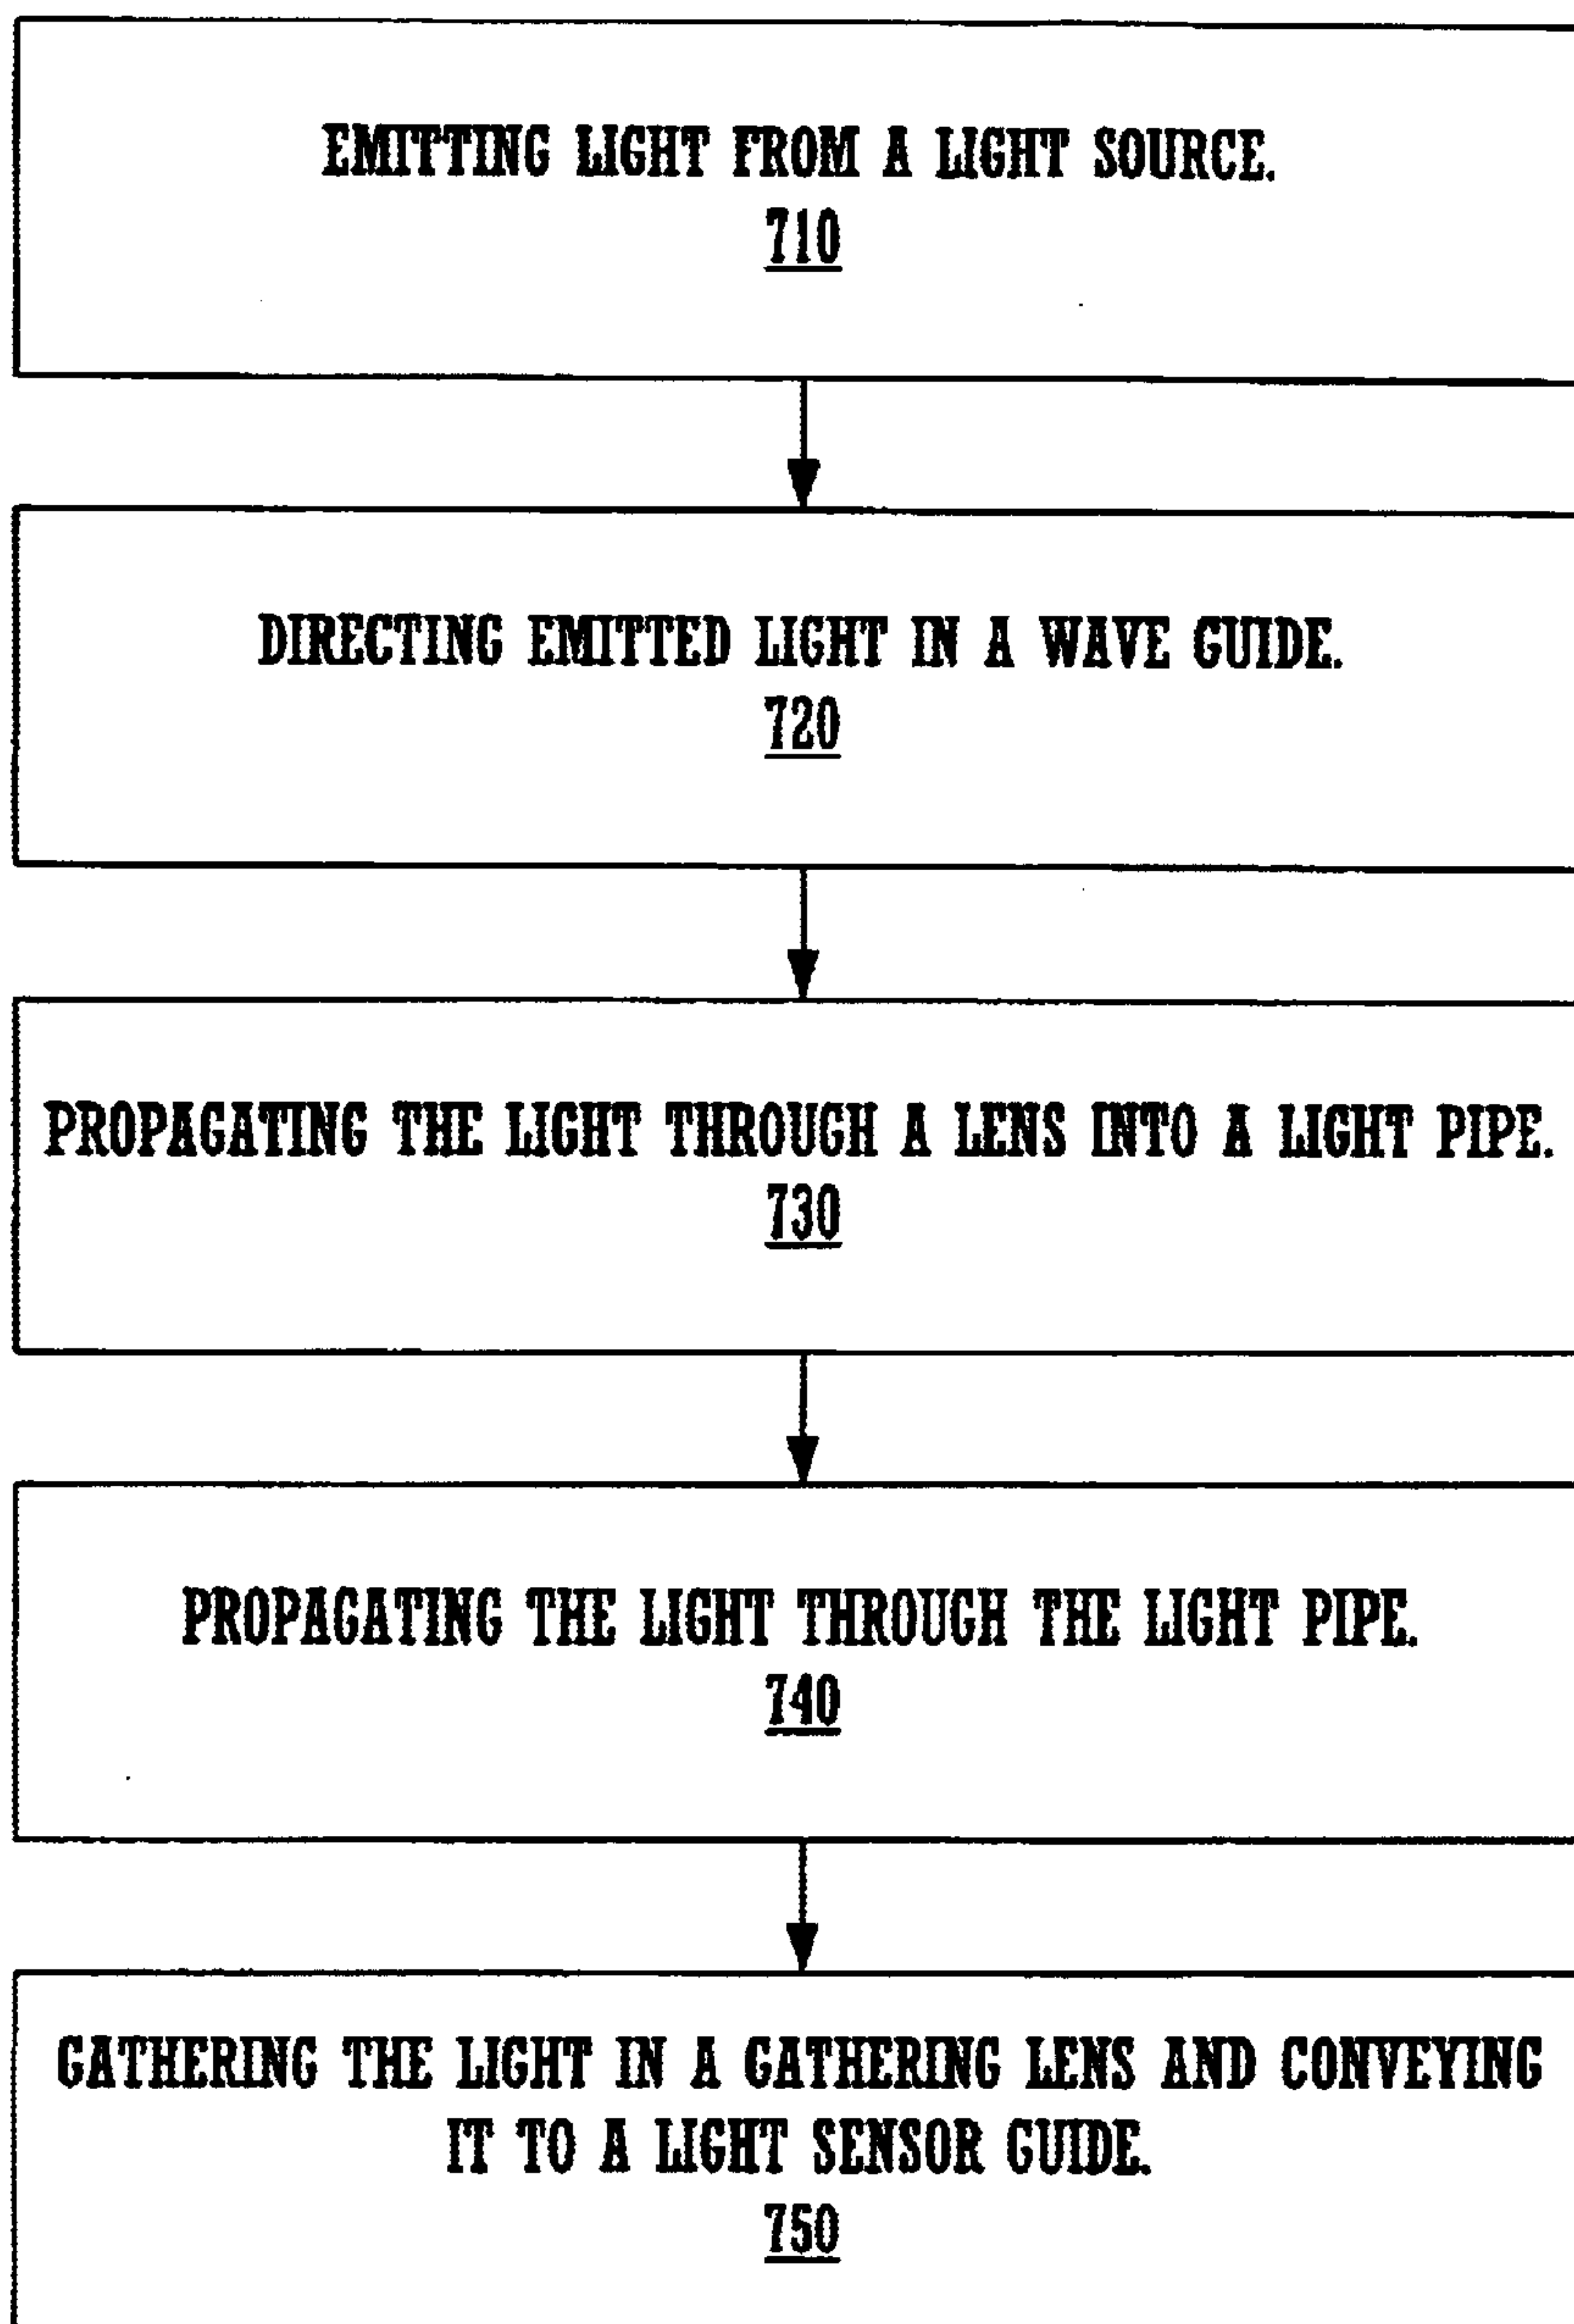 EMITTING LIGHT FROM A LIGHT SOURCE.
710
DIRECTING EMITTED LIGHT IN A WAVE GUIDE.
720
PROPAGATING THE LIGHT THROUGH A LENS INTO A LIGHT PIPE.
730
PROPAGATING THE LIGHT THROUGH THE LIGHT PIPE.
740
GATHERING THE LIGHT IN A GATHERING LENS AND CONVEYING
IT TO A LIGHT SENSOR GUIDE.
750